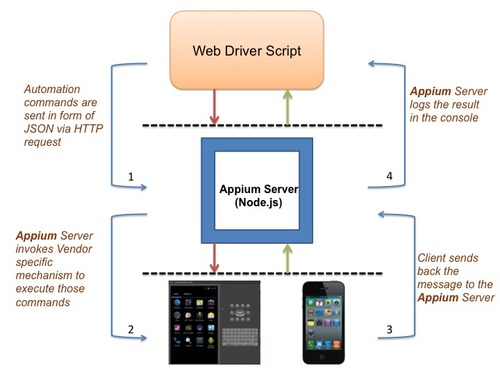 Web Driver Script
Automation
commands are
sent in form of
JSON via HTTP
request
1
Appium Server
logs the result
in the console
4
Appium Server
(Node.js)
Appium Server
invokes Vendor
specific
mechanism to
execute those
commands
2
Client sends
back the
message to the
Appium Server
3